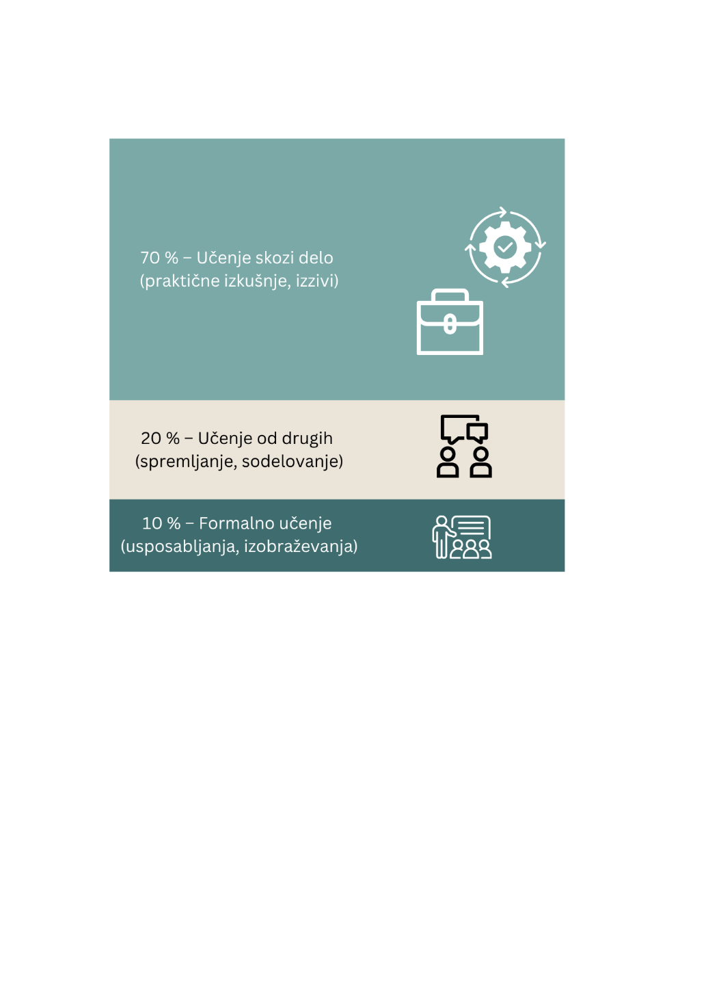 70 % – Učenje skozi delo
(praktične izkušnje, izzivi)
20 % – Učenje od drugih
(spremljanje, sodelovanje)
10 % – Formalno učenje
(usposabljanja, izobraževanja)